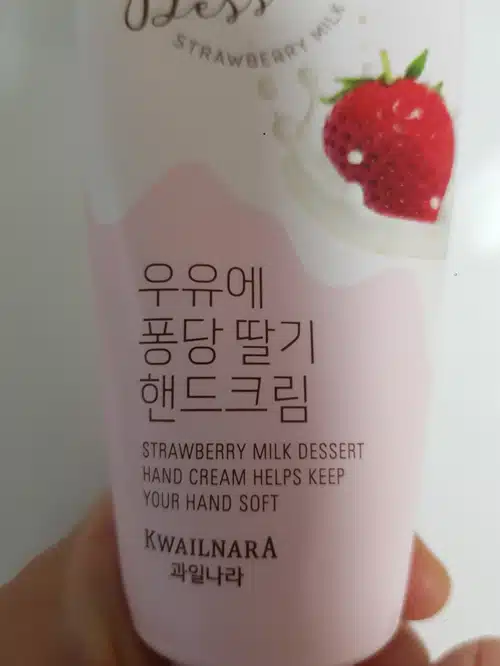 STRAWBERRY MILK
우유에
퐁당 딸기
핸드크림
STRAWBERRY MILK DESSERT
HAND CREAM HELPS KEEP
YOUR HAND SOFT
KWAILNARA
과일나라